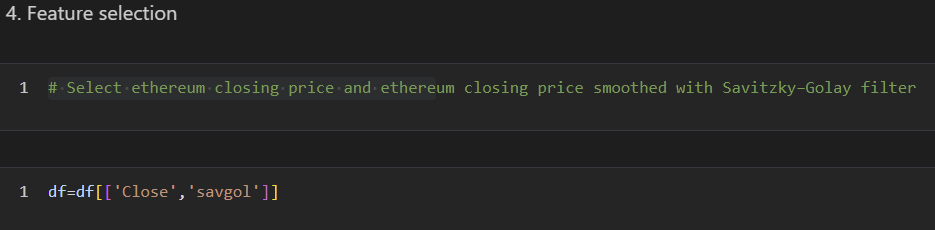 4. Feature selection
1 # Select ethereum closing price and ethereum closing price smoothed with Savitzky–Golay filter
1 df=df[['Close','savgol']]